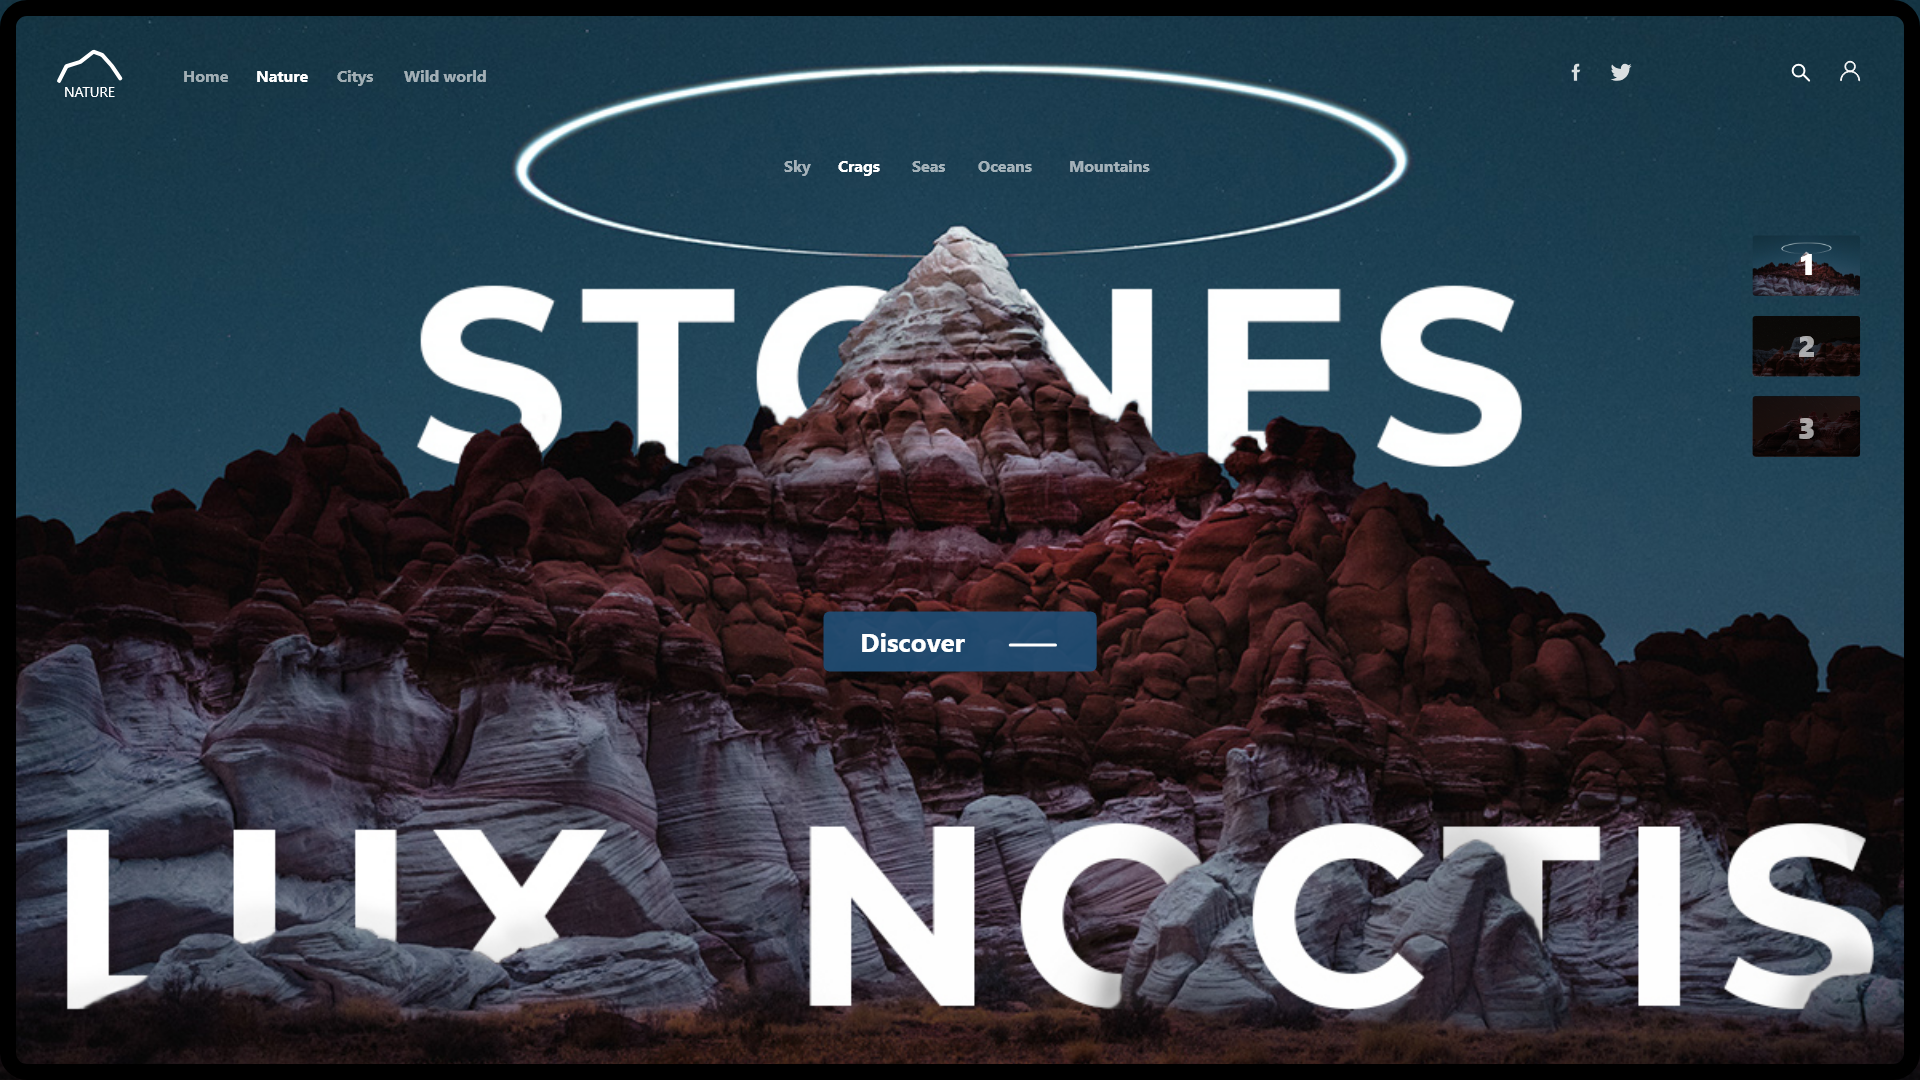 NATURE
Home Nature Citys Wild world
Sky Crags Seas Oceans Mountains
STONES
1
2
3
Discover
LUX NOCTIS